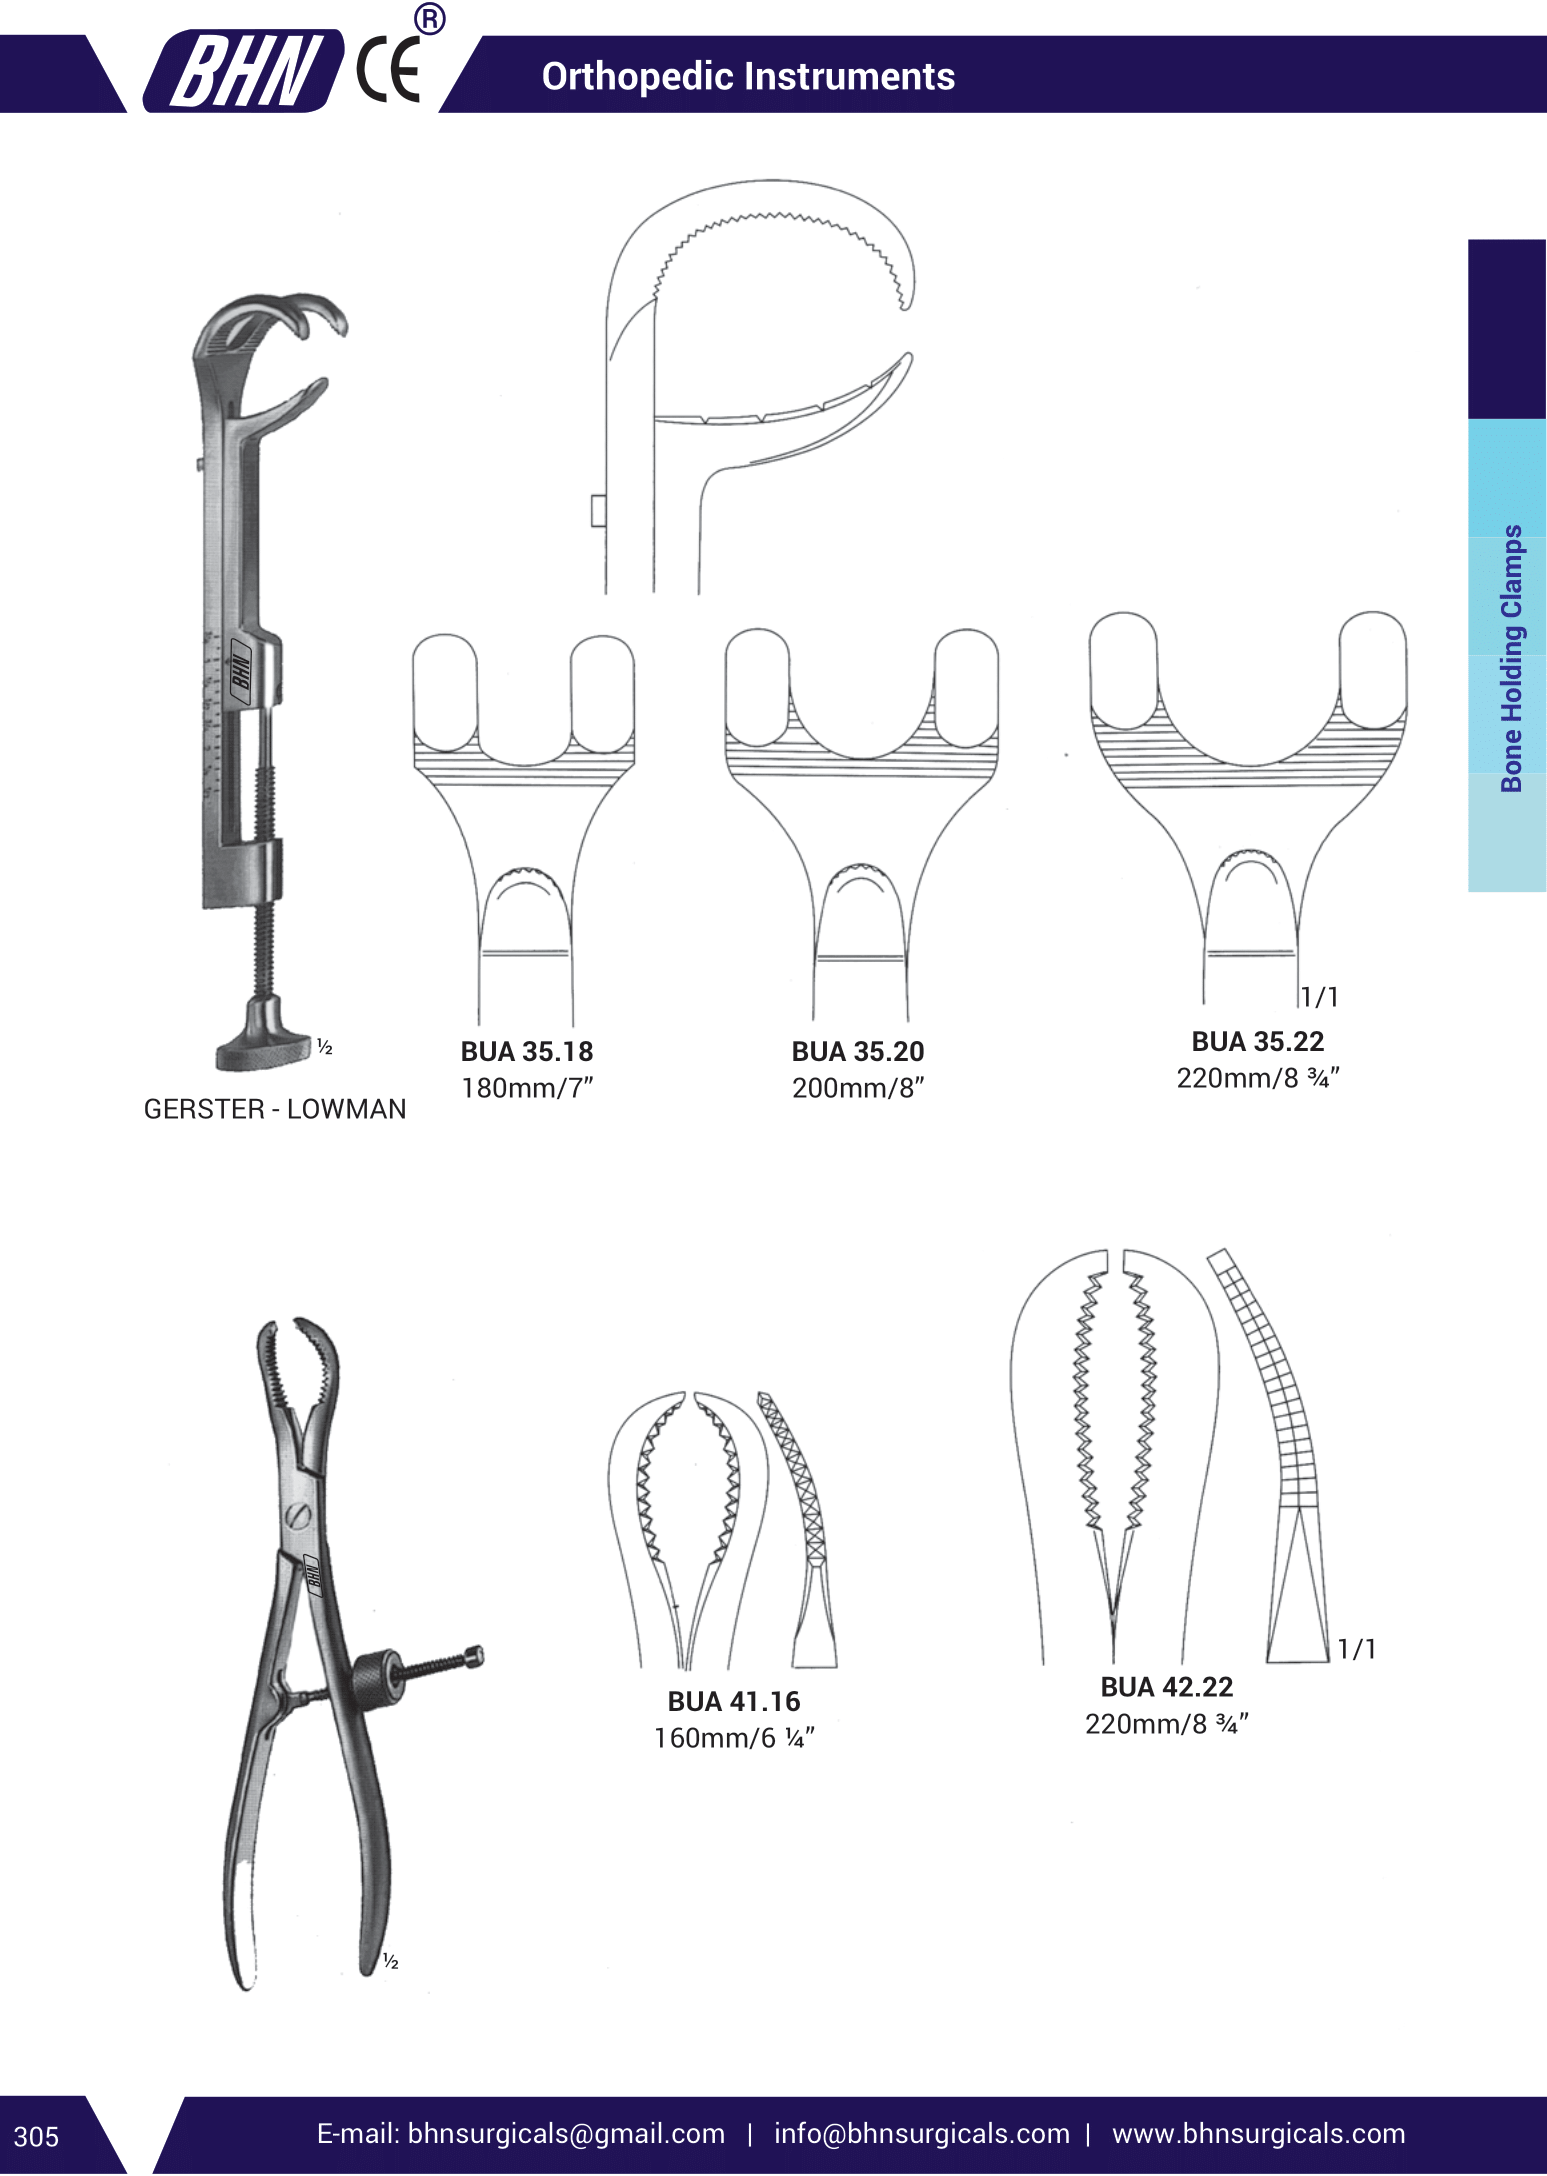 BHN CE ®
Orthopedic Instruments
Bone Holding Clamps
BHN
½
GERSTER - LOWMAN
BUA 35.18
180mm/7”
BUA 35.20
200mm/8”
1/1
BUA 35.22
220mm/8 ¾”
BHN
½
BUA 41.16
160mm/6 ¼”
1/1
BUA 42.22
220mm/8 ¾”
305
E-mail: bhnsurgicals@gmail.com | info@bhnsurgicals.com | www.bhnsurgicals.com